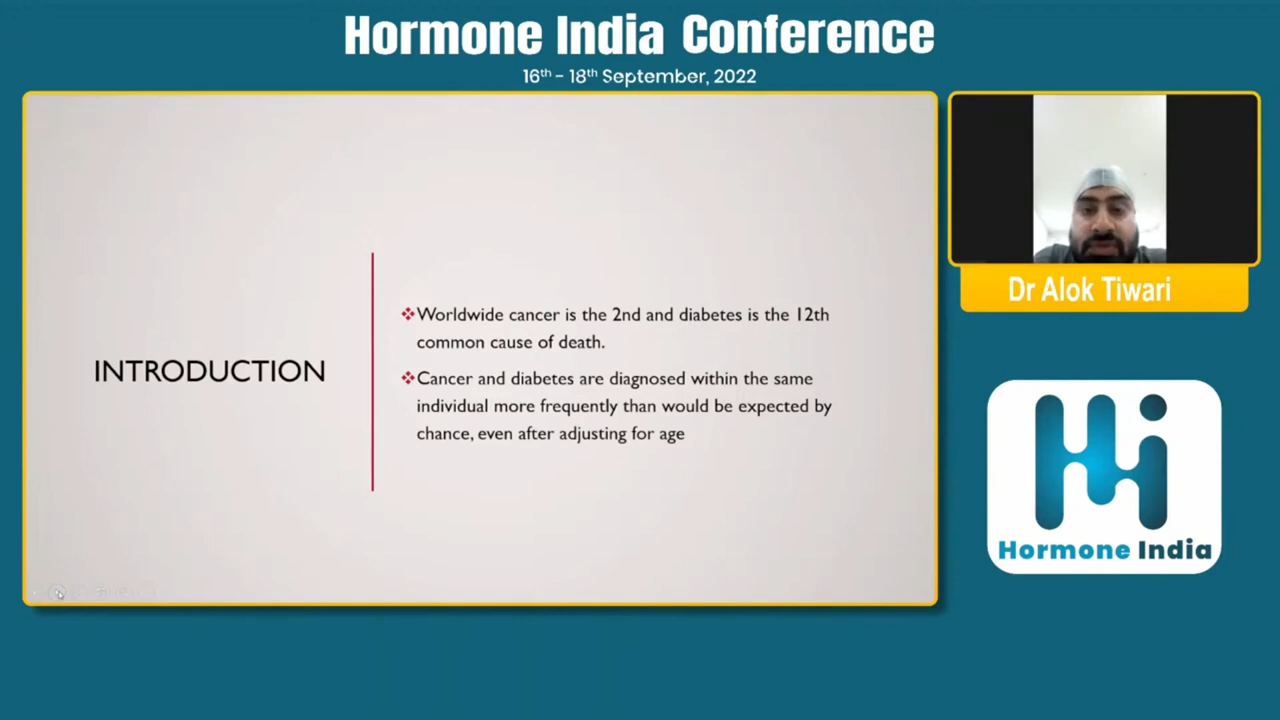 Hormone India Conference
16th - 18th September, 2022
INTRODUCTION
❖Worldwide cancer is the 2nd and diabetes is the 12th
common cause of death.
❖Cancer and diabetes are diagnosed within the same
individual more frequently than would be expected by
chance, even after adjusting for age
Dr Alok Tiwari
Hi
Hormone India